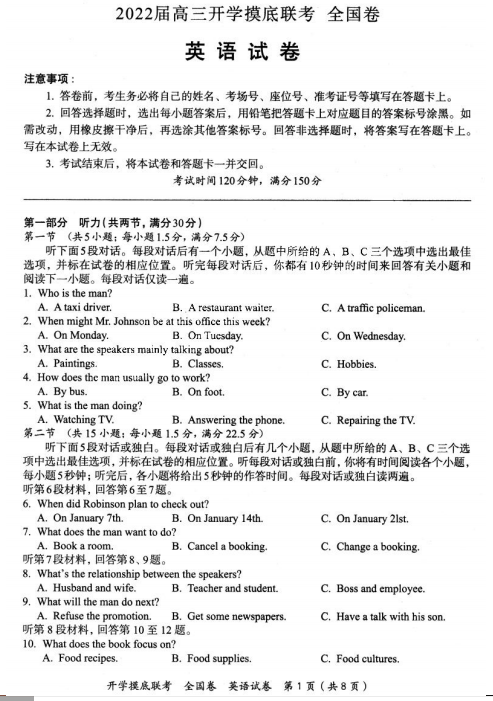 2022届高三开学摸底联考 全国卷
英语试卷
注意事项：
1. 答卷前，考生务必将自己的姓名、考场号、座位号、准考证号等填写在答题卡上。
2. 回答选择题时，选出每小题答案后，用铅笔把答题卡上对应题目的答案标号涂黑。如
需改动，用橡皮擦干净后，再选涂其他答案标号。回答非选择题时，将答案写在答题卡上。
写在本试卷上无效。
3. 考试结束后，将本试卷和答题卡一并交回。
考试时间120分钟，满分150分
第一部分 听力(共两节，满分30分)
第一节 (共5小题；每小题1.5分，满分7.5分)
听下面5段对话。每段对话后有一个小题，从题中所给的A、B、C三个选项中选出最佳
选项，并标在试卷的相应位置。听完每段对话后，你都有10秒钟的时间来回答有关小题和
阅读下一小题。每段对话仅读一遍。
1. Who is the man?
A. A taxi driver. B. A restaurant waiter. C. A traffic policeman.
2. When might Mr. Johnson be at this office this week?
A. On Monday. B. On Tuesday. C. On Wednesday.
3. What are the speakers mainly talking about?
A. Paintings. B. Classes. C. Hobbies.
4. How does the man usually go to work?
A. By bus. B. On foot. C. By car.
5. What is the man doing?
A. Watching TV. B. Answering the phone. C. Repairing the TV.
第二节 (共15小题；每小题1.5分，满分22.5分)
听下面5段对话或独白。每段对话或独白后有几个小题，从题中所给的A、B、C三个选
项中选出最佳选项，并标在试卷的相应位置。听每段对话或独白前，你将有时间阅读各个小题，
每小题5秒钟；听完后，各小题将给出5秒钟的作答时间。每段对话或独白读两遍。
听第6段材料，回答第6至7题。
6. When did Robinson plan to check out?
A. On January 7th. B. On January 14th. C. On January 21st.
7. What does the man want to do?
A. Book a room. B. Cancel a booking. C. Change a booking.
听第7段材料，回答第8、9题。
8. What's the relationship between the speakers?
A. Husband and wife. B. Teacher and student. C. Boss and employee.
9. What will the man do next?
A. Refuse the promotion. B. Get some newspapers. C. Have a talk with his son.
听第8段材料，回答第10至12题。
10. What does the book focus on?
A. Food recipes. B. Food supplies. C. Food cultures.
开学摸底联考 全国卷 英语试卷 第1页(共8页)